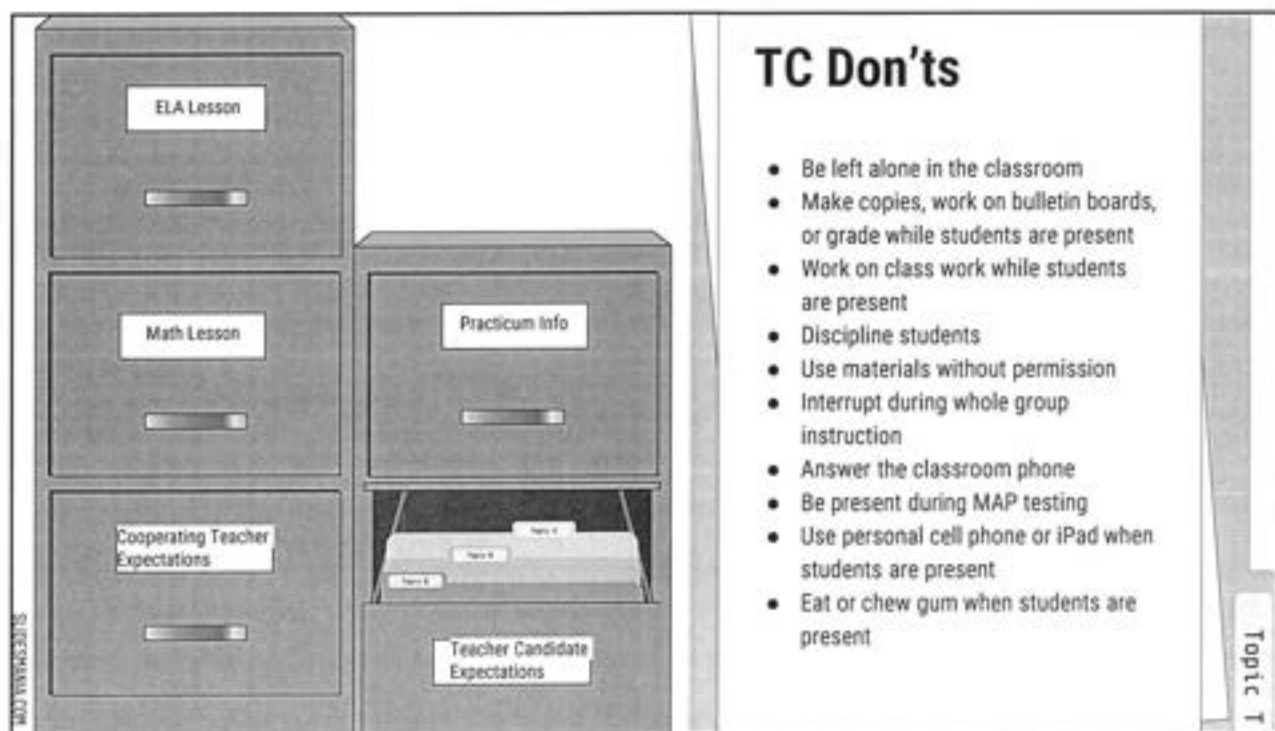 ELA Lesson
Math Lesson
Cooperating Teacher
Expectations
Practicum Info
Teacher Candidate
Expectations
TC Don'ts
● Be left alone in the classroom
● Make copies, work on bulletin boards,
or grade while students are present
● Work on class work while students
are present
● Discipline students
● Use materials without permission
● Interrupt during whole group
instruction
● Answer the classroom phone
● Be present during MAP testing
● Use personal cell phone or iPad when
students are present
● Eat or chew gum when students are
present
Topic T
SLIDESMANIA.COM